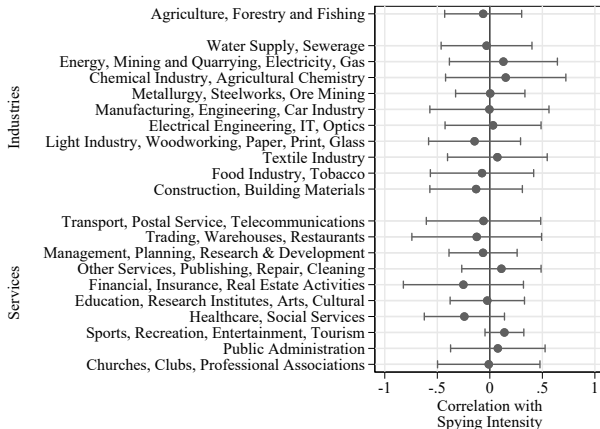 Agriculture, Forestry and Fishing
Industries
Water Supply, Sewerage
Energy, Mining and Quarrying, Electricity, Gas
Chemical Industry, Agricultural Chemistry
Metallurgy, Steelworks, Ore Mining
Manufacturing, Engineering, Car Industry
Electrical Engineering, IT, Optics
Light Industry, Woodworking, Paper, Print, Glass
Textile Industry
Food Industry, Tobacco
Construction, Building Materials
Services
Transport, Postal Service, Telecommunications
Trading, Warehouses, Restaurants
Management, Planning, Research & Development
Other Services, Publishing, Repair, Cleaning
Financial, Insurance, Real Estate Activities
Education, Research Institutes, Arts, Cultural
Healthcare, Social Services
Sports, Recreation, Entertainment, Tourism
Public Administration
Churches, Clubs, Professional Associations
-1 -.5 0 .5 1
Correlation with
Spying Intensity